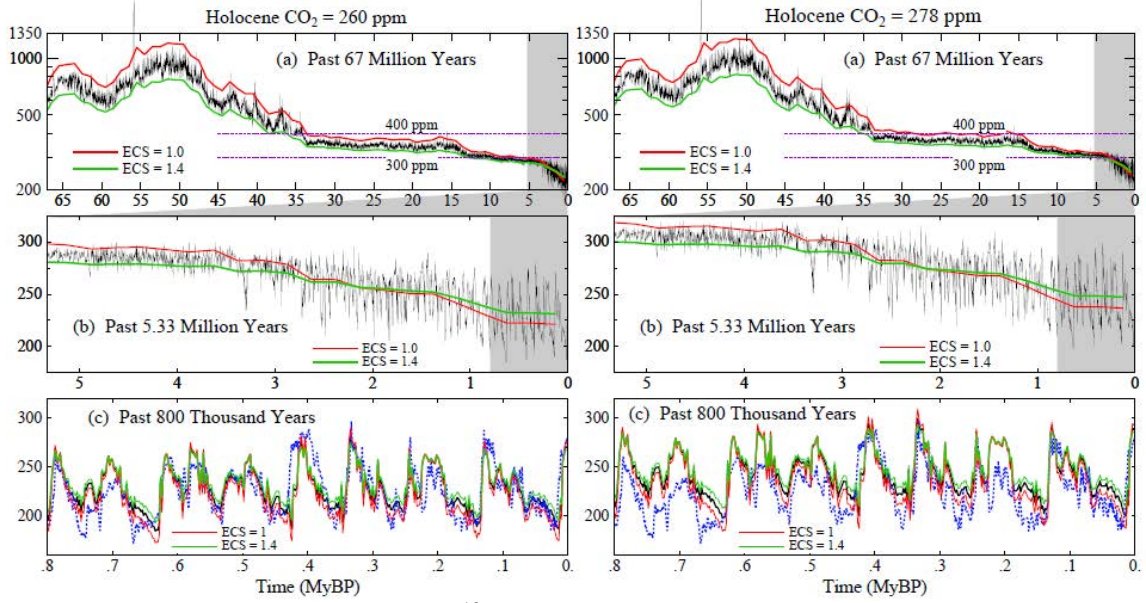 Holocene CO₂ = 260 ppm
1350
1000
500
200
(a) Past 67 Million Years
400 ppm
300 ppm
ECS = 1.0
ECS = 1.4
65 60 55 50 45 40 35 30 25 20 15 10 5 0
300
250
200
(b) Past 5.33 Million Years
ECS = 1.0
ECS = 1.4
5 4 3 2 1 0
300
250
200
(c) Past 800 Thousand Years
ECS = 1
ECS = 1.4
.8 .7 .6 .5 .4 .3 .2 .1 0.
Time (MyBP)
Holocene CO₂ = 278 ppm
1350
1000
500
200
(a) Past 67 Million Years
400 ppm
300 ppm
ECS = 1.0
ECS = 1.4
65 60 55 50 45 40 35 30 25 20 15 10 5 0
300
250
200
(b) Past 5.33 Million Years
ECS = 1.0
ECS = 1.4
5 4 3 2 1 0
300
250
200
(c) Past 800 Thousand Years
ECS = 1
ECS = 1.4
.8 .7 .6 .5 .4 .3 .2 .1 0.
Time (MyBP)